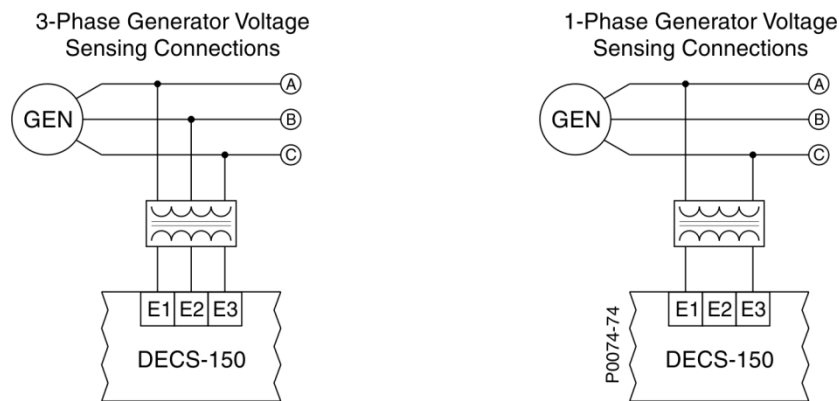 3-Phase Generator Voltage
Sensing Connections
GEN
A
B
C
E1 E2 E3
DECS-150
1-Phase Generator Voltage
Sensing Connections
GEN
A
B
C
E1 E2 E3
DECS-150
P0074-74